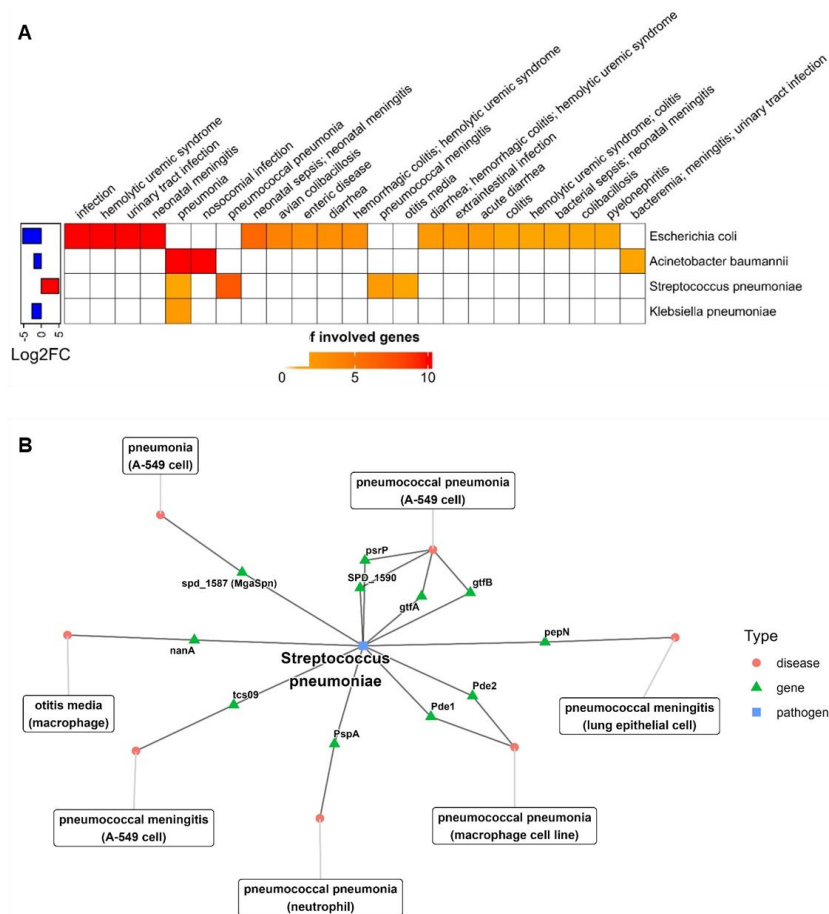 A
infection
hemolytic uremic syndrome
urinary tract infection
neonatal meningitis
pneumonia
nosocomial infection
pneumococcal pneumonia
neonatal sepsis; neonatal meningitis
avian colibacillosis
enteric disease
diarrhea
hemorrhagic colitis; hemolytic uremic syndrome
pneumococcal meningitis
otitis media
diarrhea; hemorrhagic colitis; hemolytic uremic syndrome
extraintestinal infection
acute diarrhea
colitis
hemolytic uremic syndrome; colitis
bacterial sepsis; neonatal meningitis
colibacillosis
pyelonephritis
bacteremia; meningitis; urinary tract infection
Escherichia coli
Acinetobacter baumannii
Streptococcus pneumoniae
Klebsiella pneumoniae
-5 0 5
Log2FC
f involved genes
0 5 10
B
pneumonia
(A-549 cell)
pneumococcal pneumonia
(A-549 cell)
psrP
SPD_1590
spd_1587 (MgaSpn)
gtfB
gtfA
pepN
nanA
Streptococcus
pneumoniae
Type
disease
gene
pathogen
otitis media
(macrophage)
tcs09
Pde2
Pde1
pneumococcal meningitis
(lung epithelial cell)
PspA
pneumococcal meningitis
(A-549 cell)
pneumococcal pneumonia
(macrophage cell line)
pneumococcal pneumonia
(neutrophil)